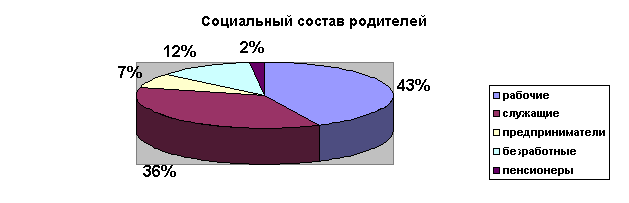 Социальный состав родителей
2%
12%
7%
43%
36%
рабочие
служащие
предприниматели
безработные
пенсионеры